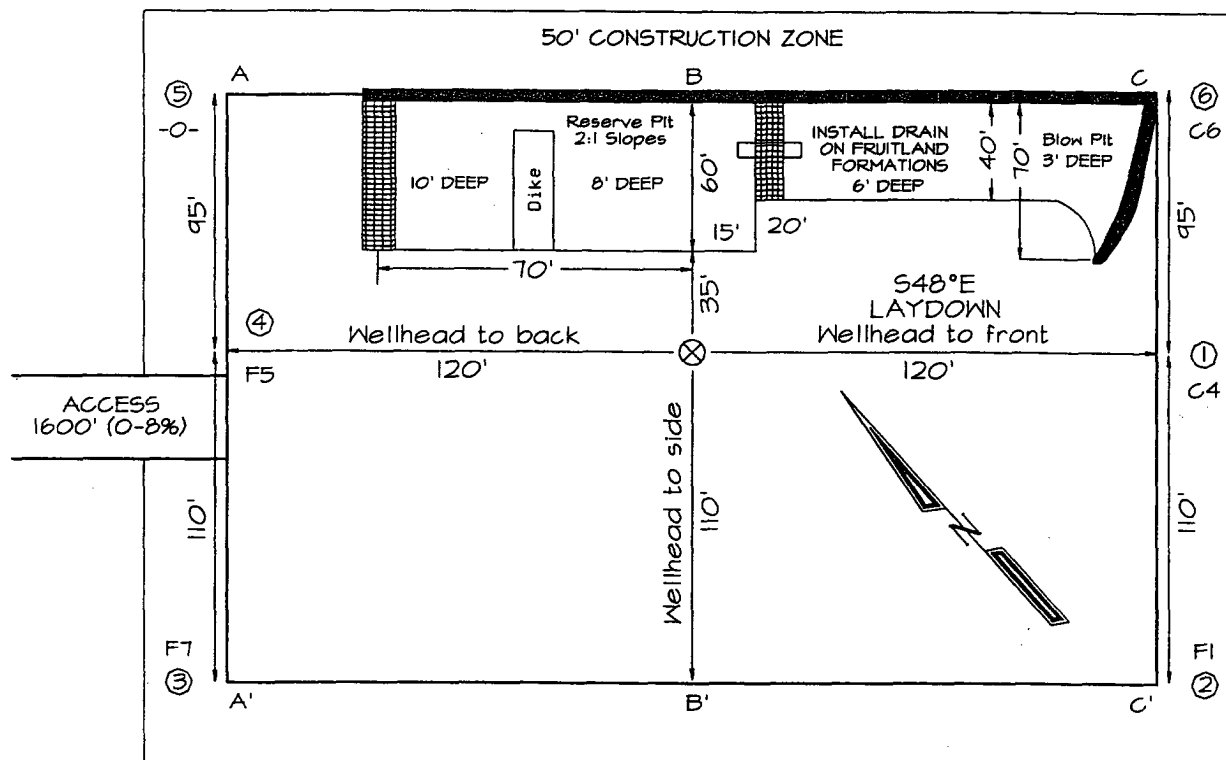 50' CONSTRUCTION ZONE
A
B
C
⑤
⑥
-0-
C6
Reserve Pit
2:1 Slopes
10' DEEP
Dike
8' DEEP
60'
INSTALL DRAIN
ON FRUITLAND
FORMATIONS
6' DEEP
40'
70'
Blow Pit
3' DEEP
95'
95'
15'
20'
70'
35'
S48°E
LAYDOWN
④
Wellhead to back
Wellhead to front
①
F5
120'
120'
C4
ACCESS
1600' (0-8%)
110'
Wellhead to side
110'
N
110'
F7
F1
③
②
A'
B'
C'